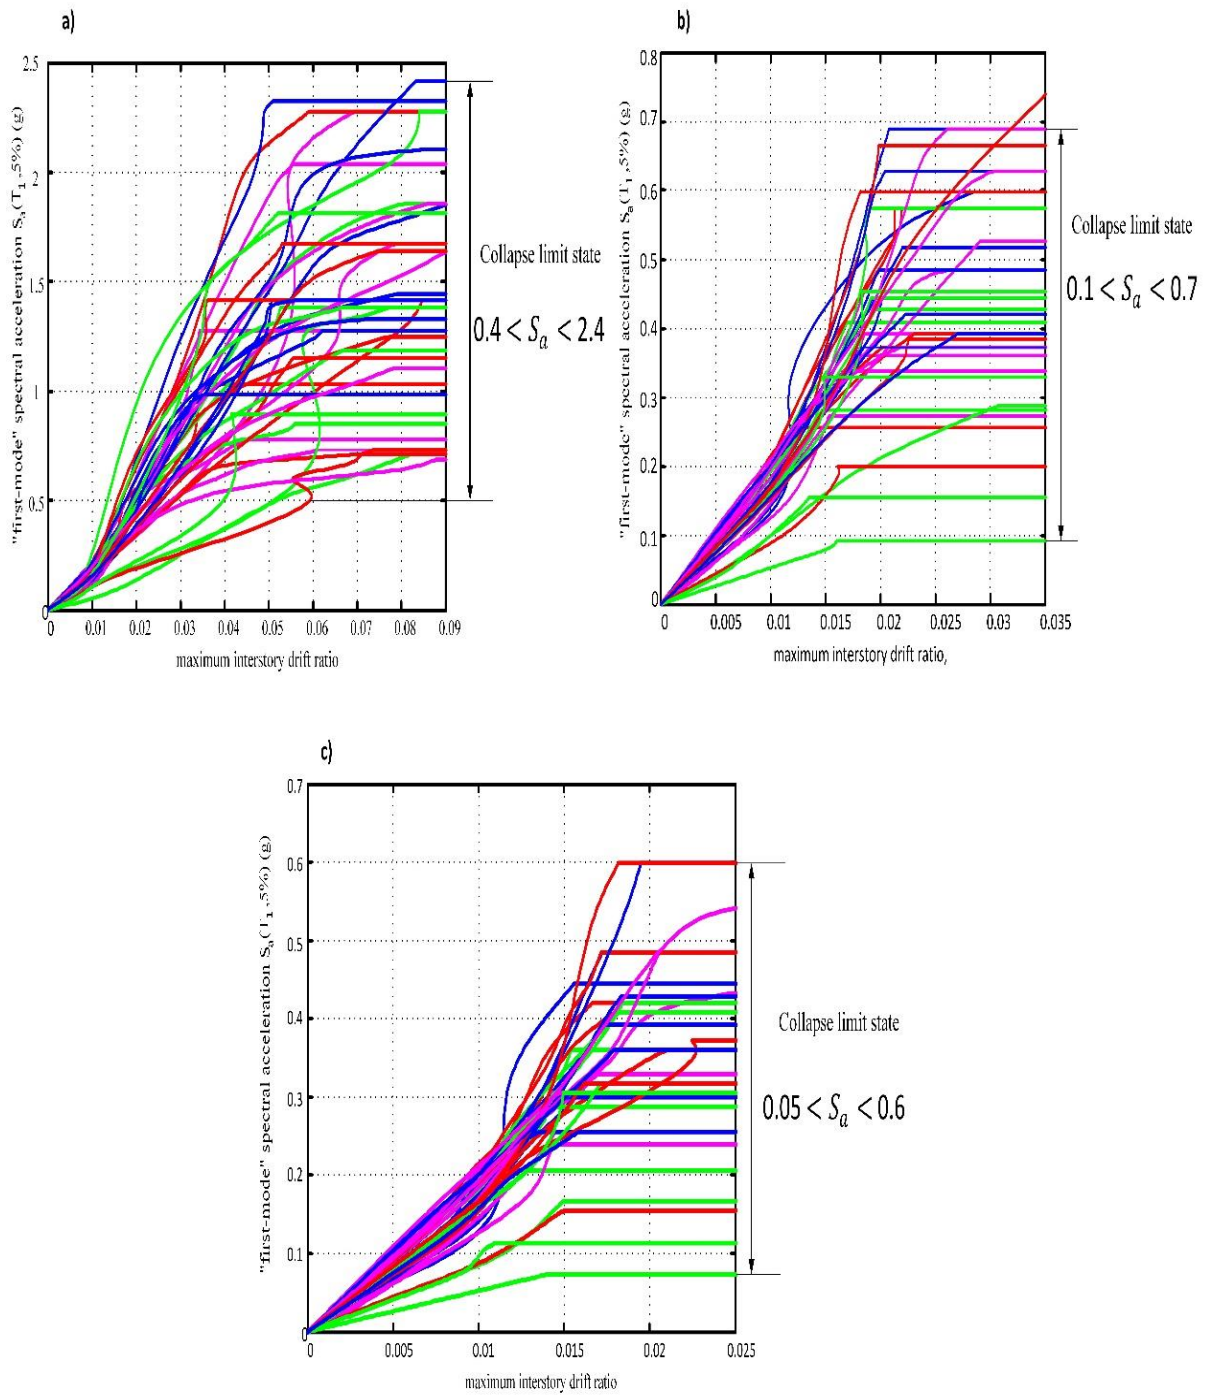 a)
"first-mode" spectral acceleration Sₐ(T₁,5%) (g)
2.5
2
1.5
1
0.5
0
0 0.01 0.02 0.03 0.04 0.05 0.06 0.07 0.08 0.09
maximum interstory drift ratio
Collapse limit state
0.4 < Sₐ < 2.4
b)
"first-mode" spectral acceleration Sₐ(T₁,5%) (g)
0.8
0.7
0.6
0.5
0.4
0.3
0.2
0.1
0
0 0.005 0.01 0.015 0.02 0.025 0.03 0.035
maximum interstory drift ratio,
Collapse limit state
0.1 < Sₐ < 0.7
c)
"first-mode" spectral acceleration Sₐ(T₁,5%) (g)
0.7
0.6
0.5
0.4
0.3
0.2
0.1
0
0 0.005 0.01 0.015 0.02 0.025
maximum interstory drift ratio
Collapse limit state
0.05 < Sₐ < 0.6